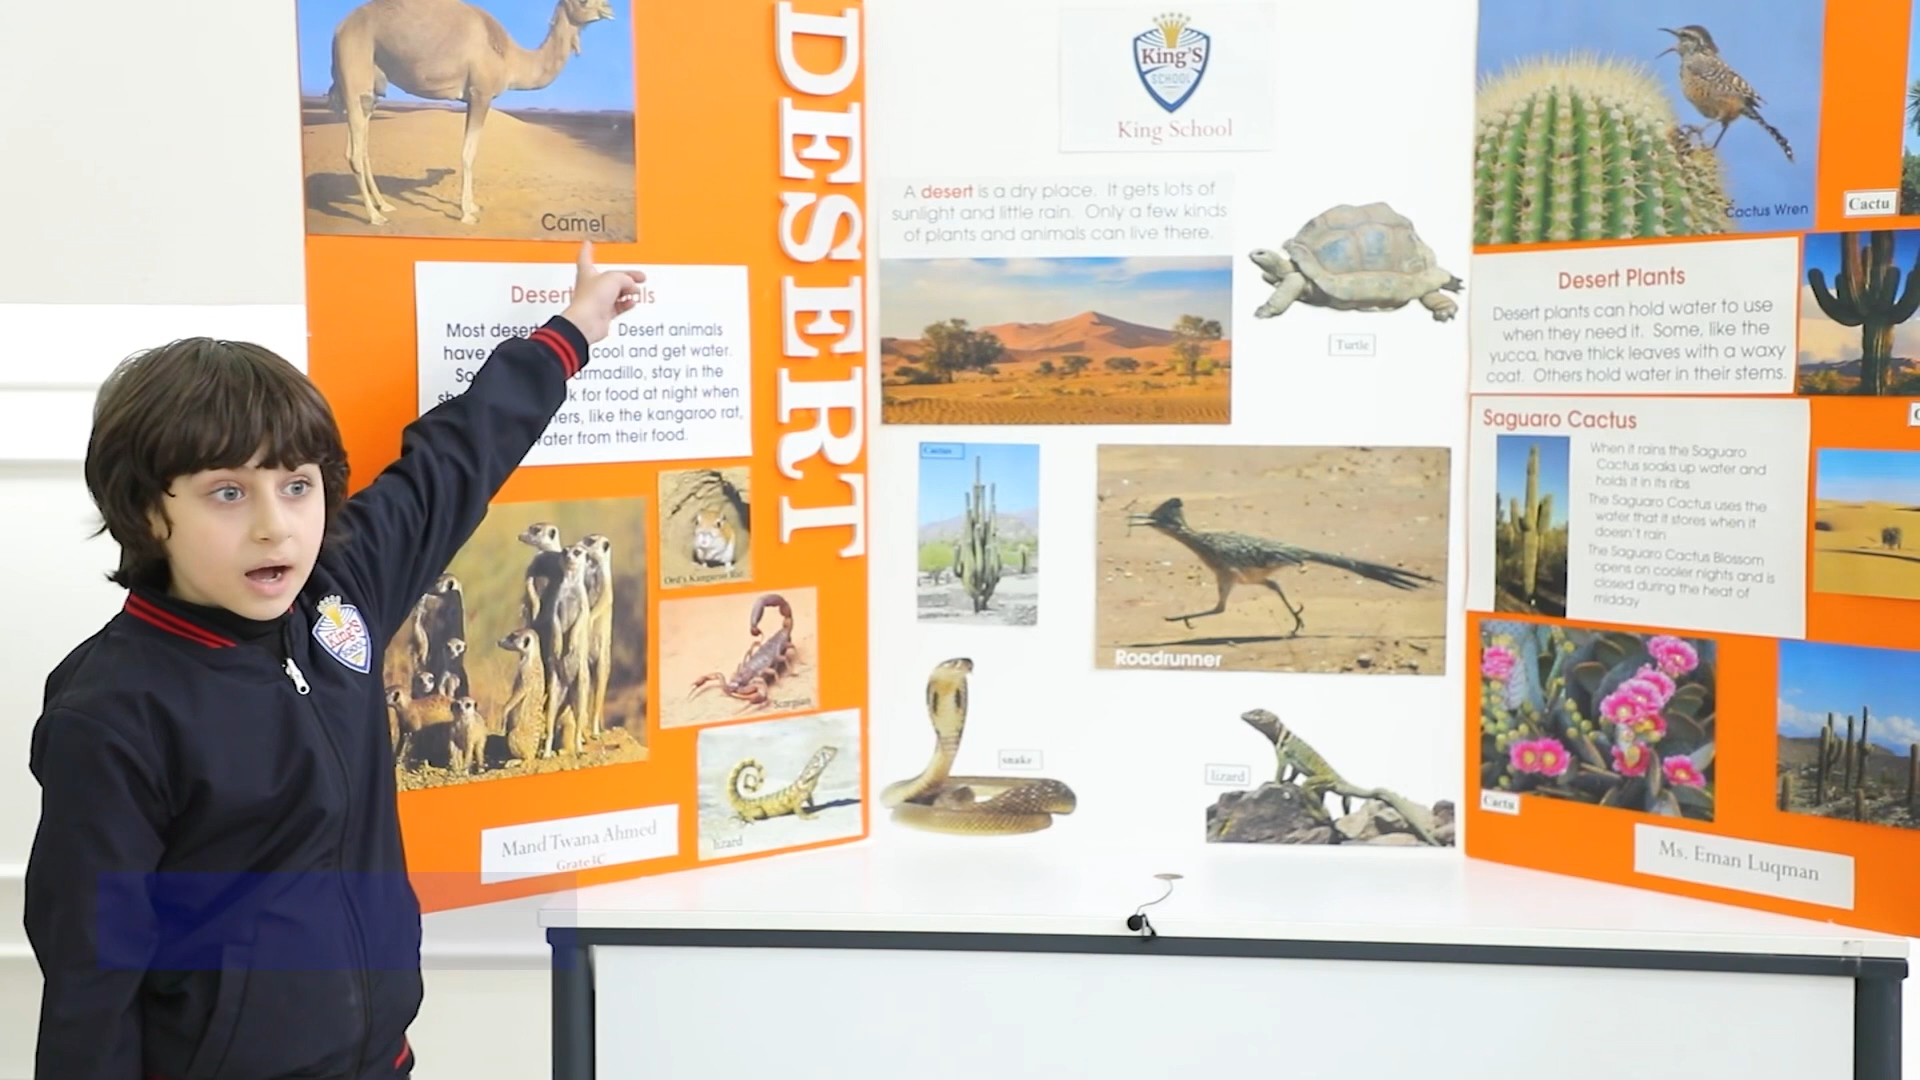 Camel
Desert als
Most desert Desert animals
have cool and get water.
armadillo, stay in the
k for food at night when
hers, like the kangaroo rat,
ater from their food.
Ord's Kangaroo Rat
Scorpian
lizard
Mand Twana Ahmed
Grate1C
DESERT
King'S
SCHOOL
King School
A desert is a dry place. It gets lots of
sunlight and little rain. Only a few kinds
of plants and animals can live there.
Turtle
Cactus
Roadrunner
snake
lizard
Cactus Wren
Cactu
Desert Plants
Desert plants can hold water to use
when they need it. Some, like the
yucca, have thick leaves with a waxy
coat. Others hold water in their stems.
Saguaro Cactus
When it rains the Saguaro
Cactus soaks up water and
holds it in its ribs
The Saguaro Cactus uses the
water that it stores when it
doesn't rain
The Saguaro Cactus Blossom
opens on cooler nights and is
closed during the heat of
midday
Cactu
Ms. Eman Luqman
King'S
SCHOOL